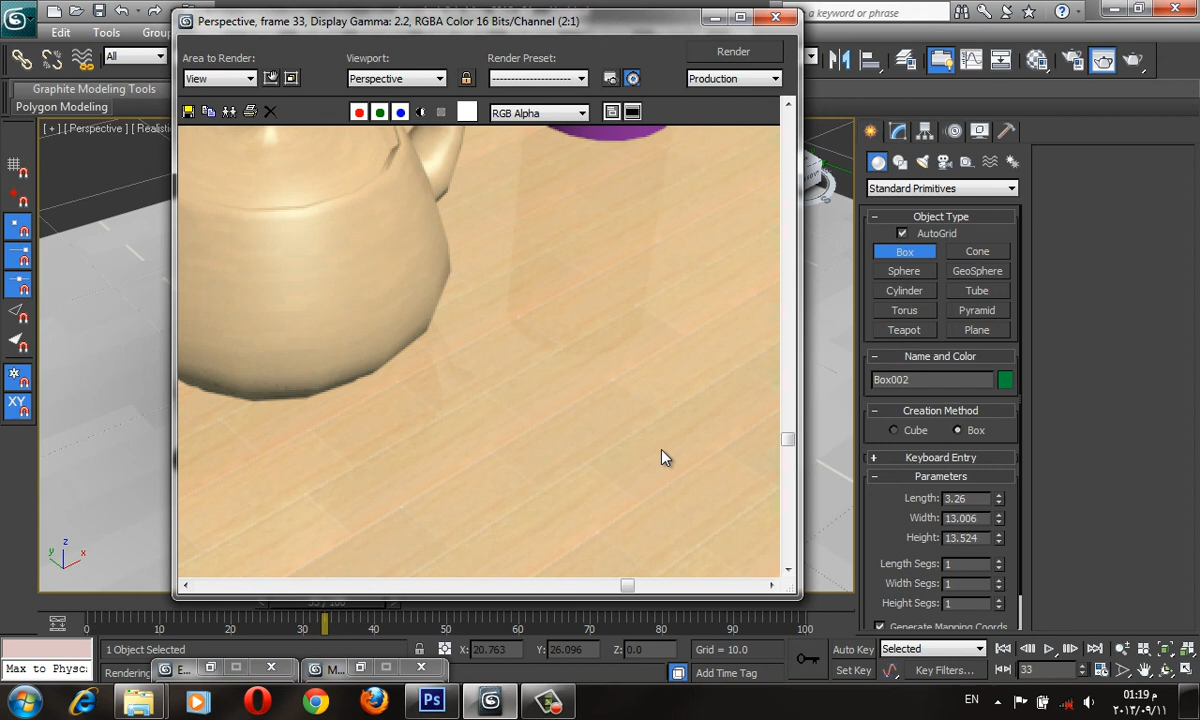 Perspective, frame 33, Display Gamma: 2.2, RGBA Color 16 Bits/Channel (2:1)
a keyword or phrase
Edit
Tools
Area to Render:
Viewport:
Render Preset:
Render
All
View
Perspective
Production
Graphite Modeling Tools
Polygon Modeling
RGB Alpha
[ + ] [ Perspective ] [ Realistic
Standard Primitives
Object Type
AutoGrid
Box
Cone
Sphere
GeoSphere
Cylinder
Tube
Torus
Pyramid
Teapot
Plane
Name and Color
Box002
Creation Method
Cube
Box
Keyboard Entry
Parameters
Length: 3.26
Width: 13.006
Height: 13.524
Length Segs: 1
Width Segs: 1
Height Segs: 1
Generate Mapping Coords
z
y
x
33 / 100
0 10 20 30 40 50 60 70 80 90 100
1 Object Selected
X: 20.763
Y: 26.096
Z: 0.0
Grid = 10.0
Auto Key
Selected
Max to Physc
Rendering
E...
M...
Add Time Tag
Set Key
Key Filters...
33
Ps
EN
01:19 م
٢٠١٣/٠٩/١١